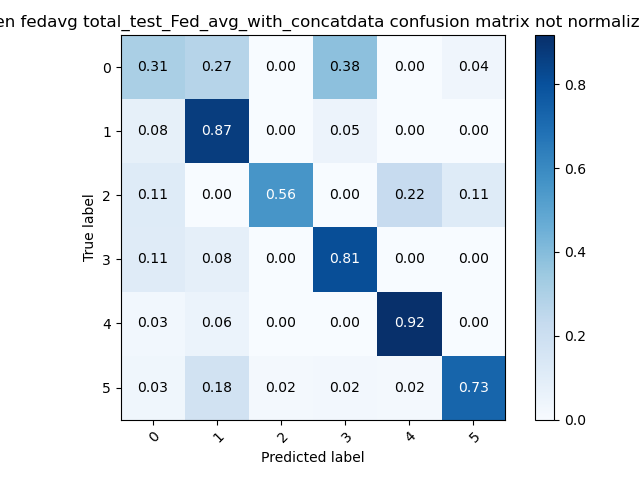 en fedavg total_test_Fed_avg_with_concatdata confusion matrix not normaliz
0 0.31 0.27 0.00 0.38 0.00 0.04
1 0.08 0.87 0.00 0.05 0.00 0.00
2 0.11 0.00 0.56 0.00 0.22 0.11
3 0.11 0.08 0.00 0.81 0.00 0.00
4 0.03 0.06 0.00 0.00 0.92 0.00
5 0.03 0.18 0.02 0.02 0.02 0.73
0 1 2 3 4 5
True label
Predicted label
0.8
0.6
0.4
0.2
0.0